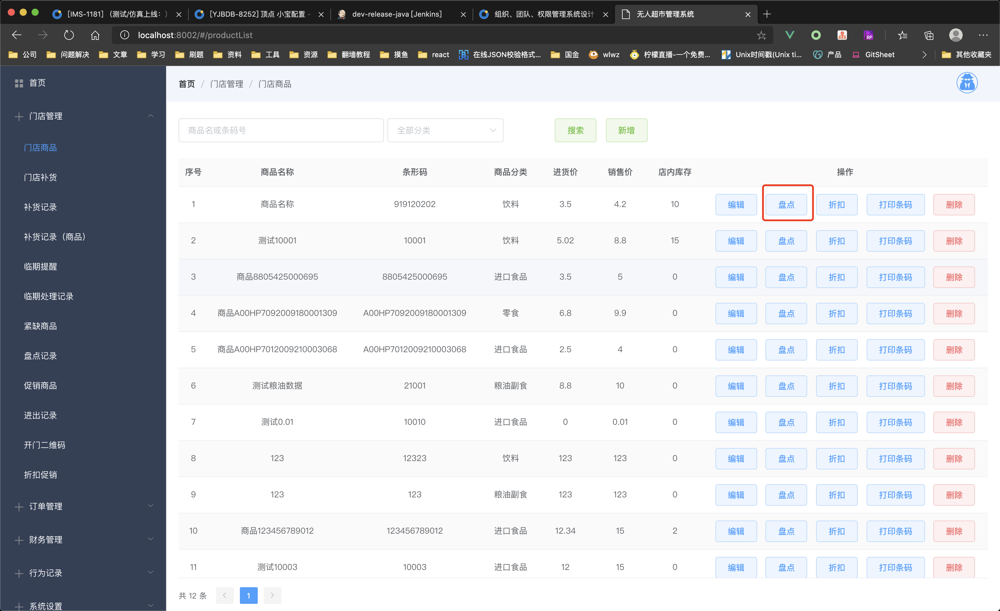 [IMS-1181] （测试/仿真上线：）
[YJBDB-8252] 顶点 小宝配置 -
dev-release-java [Jenkins]
组织、团队、权限管理系统设计
无人超市管理系统
localhost:8002/#/productList
公司 问题解决 文章 学习 刷题 资料 工具 资源 翻墙教程 摸鱼 react 在线JSON校验格式... 国金 wlwz 柠檬直播-一个免费... Unix时间戳(Unix ti... 产品 GitSheet 其他收藏夹
首页
门店管理
门店商品
门店补货
补货记录
补货记录（商品）
临期提醒
临期处理记录
紧缺商品
盘点记录
促销商品
进出记录
开门二维码
折扣促销
订单管理
财务管理
行为记录
系统设置
首页 / 门店管理 / 门店商品
商品名或条码号 全部分类 搜索 新增
序号 商品名称 条形码 商品分类 进货价 销售价 店内库存 操作
1 商品名称 919120202 饮料 3.5 4.2 10 编辑 盘点 折扣 打印条码 删除
2 测试10001 10001 饮料 5.02 8.8 15 编辑 盘点 折扣 打印条码 删除
3 商品8805425000695 8805425000695 进口食品 3.5 5 0 编辑 盘点 折扣 打印条码 删除
4 商品A00HP7092009180001309 A00HP7092009180001309 零食 6.8 9.9 0 编辑 盘点 折扣 打印条码 删除
5 商品A00HP7012009210003068 A00HP7012009210003068 进口食品 2.5 4 0 编辑 盘点 折扣 打印条码 删除
6 测试粮油数据 21001 粮油副食 8.8 10 0 编辑 盘点 折扣 打印条码 删除
7 测试0.01 10010 进口食品 0 0.01 0 编辑 盘点 折扣 打印条码 删除
8 123 12323 饮料 123 123 0 编辑 盘点 折扣 打印条码 删除
9 123 123 粮油副食 123 123 0 编辑 盘点 折扣 打印条码 删除
10 商品123456789012 123456789012 进口食品 12.34 15 2 编辑 盘点 折扣 打印条码 删除
11 测试10003 10003 进口食品 12 15 0 编辑 盘点 折扣 打印条码 删除
共 12 条 1